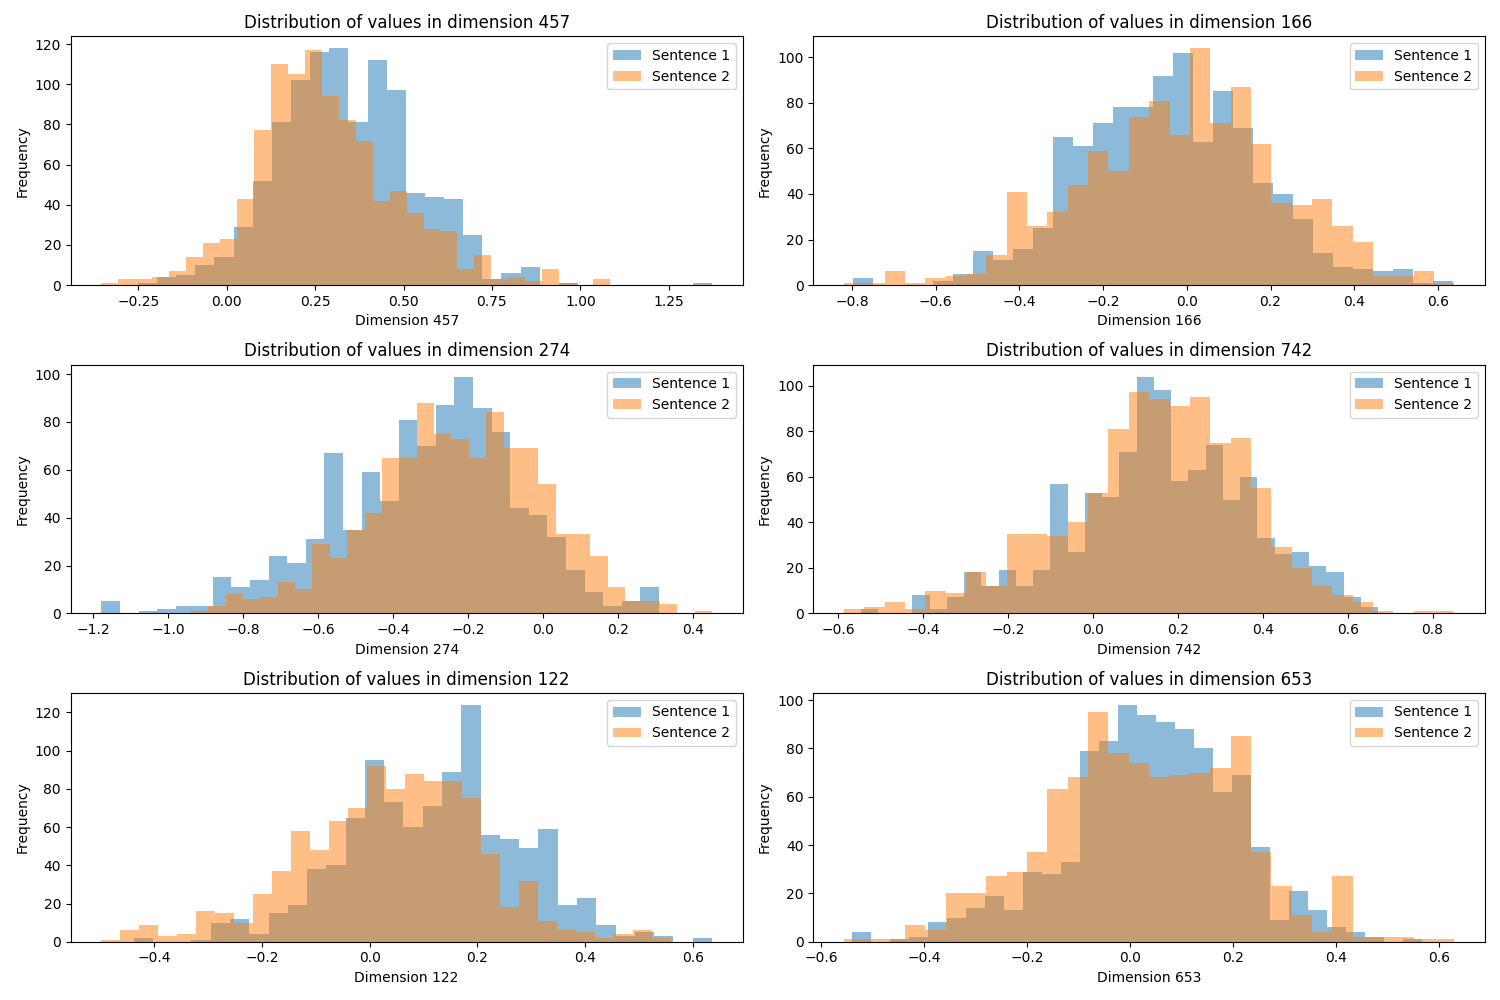 Distribution of values in dimension 457
Frequency
120
100
80
60
40
20
0
Sentence 1
Sentence 2
−0.25 0.00 0.25 0.50 0.75 1.00 1.25
Dimension 457
Distribution of values in dimension 166
Frequency
100
80
60
40
20
0
Sentence 1
Sentence 2
−0.8 −0.6 −0.4 −0.2 0.0 0.2 0.4 0.6
Dimension 166
Distribution of values in dimension 274
Frequency
100
80
60
40
20
0
Sentence 1
Sentence 2
−1.2 −1.0 −0.8 −0.6 −0.4 −0.2 0.0 0.2 0.4
Dimension 274
Distribution of values in dimension 742
Frequency
100
80
60
40
20
0
Sentence 1
Sentence 2
−0.6 −0.4 −0.2 0.0 0.2 0.4 0.6 0.8
Dimension 742
Distribution of values in dimension 122
Frequency
120
100
80
60
40
20
0
Sentence 1
Sentence 2
−0.4 −0.2 0.0 0.2 0.4 0.6
Dimension 122
Distribution of values in dimension 653
Frequency
100
80
60
40
20
0
Sentence 1
Sentence 2
−0.6 −0.4 −0.2 0.0 0.2 0.4 0.6
Dimension 653